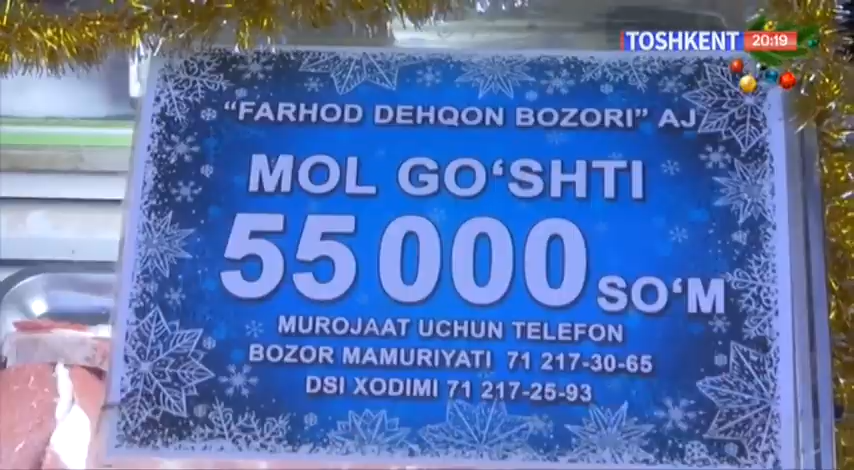 TOSHKENT 20:19
“FARHOD DEHQON BOZORI” AJ
MOL GO‘SHTI
55 000 SO‘M
MUROJAAT UCHUN TELEFON
BOZOR MAMURIYATI 71 217-30-65
DSI XODIMI 71 217-25-93